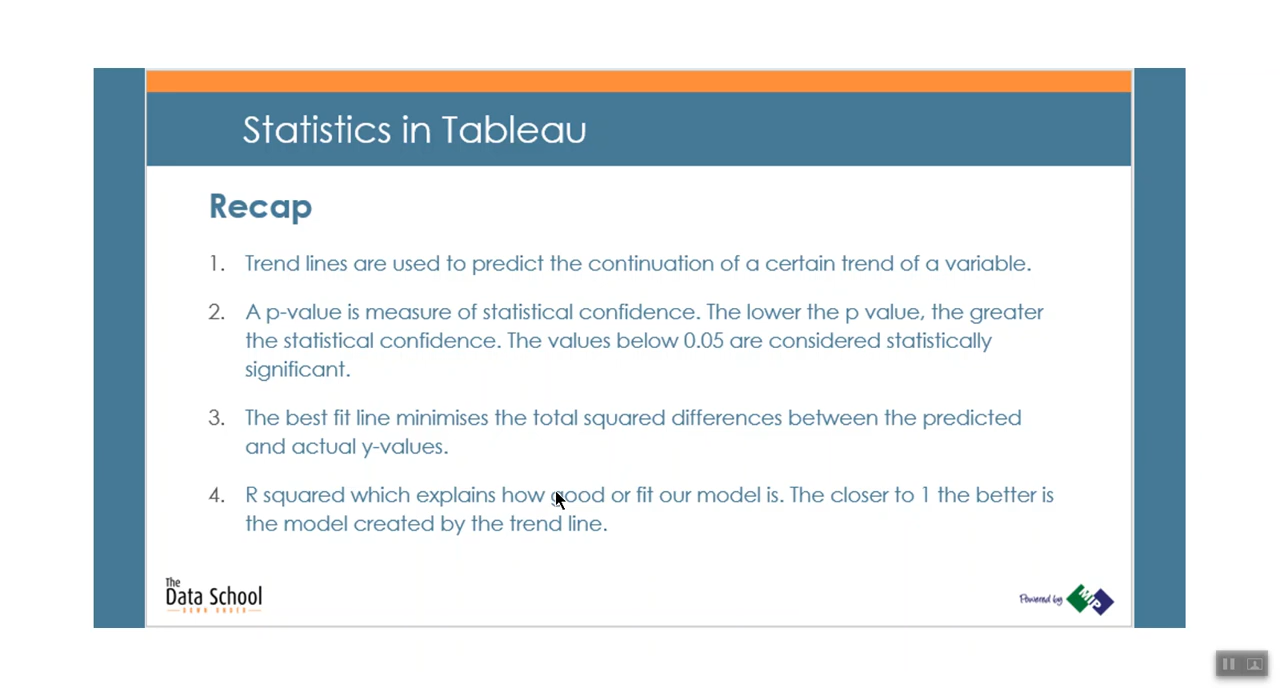 Statistics in Tableau
Recap
1. Trend lines are used to predict the continuation of a certain trend of a variable.
2. A p-value is measure of statistical confidence. The lower the p value, the greater
the statistical confidence. The values below 0.05 are considered statistically
significant.
3. The best fit line minimises the total squared differences between the predicted
and actual y-values.
4. R squared which explains how good or fit our model is. The closer to 1 the better is
the model created by the trend line.
The
Data School
DOWN UNDER
Powered by
MIP